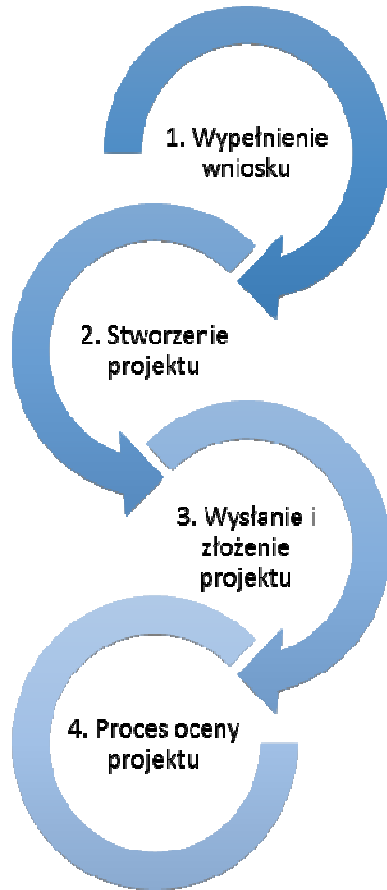 1. Wypełnienie
wniosku
2. Stworzenie
projektu
3. Wysłanie i
złożenie
projektu
4. Proces oceny
projektu